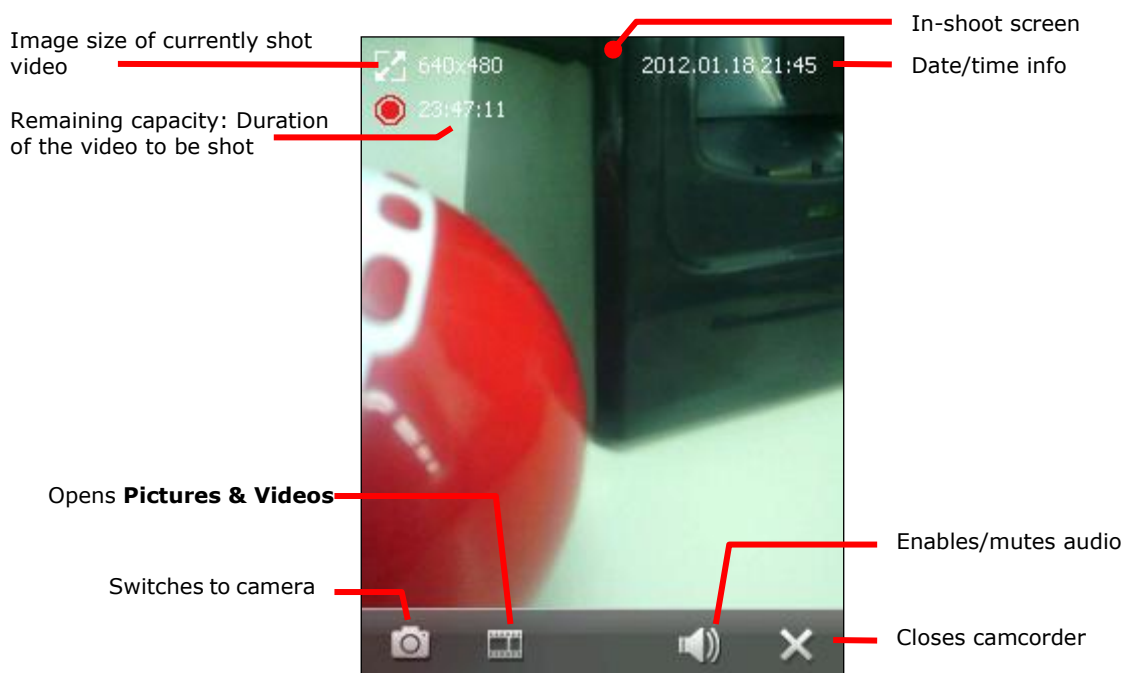 In-shoot screen
Image size of currently shot
video
640x480
2012.01.18 21:45
Date/time info
23:47:11
Remaining capacity: Duration
of the video to be shot
Opens Pictures & Videos
Enables/mutes audio
Switches to camera
Closes camcorder